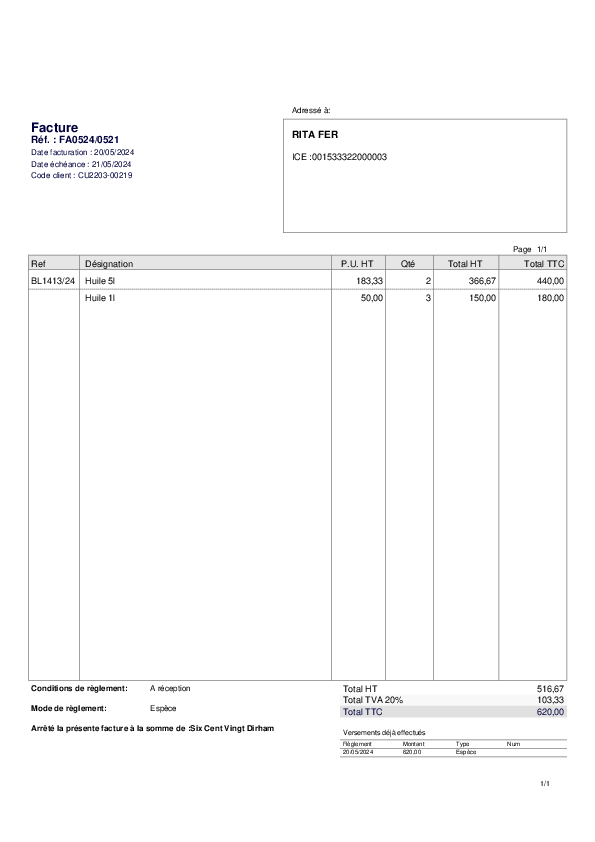 Adressé à:
Facture
Réf. : FA0524/0521
Date facturation : 20/05/2024
Date échéance : 21/05/2024
Code client : CU2203-00219
RITA FER
ICE :001533322000003
Page 1/1
Ref Désignation P.U. HT Qté Total HT Total TTC
BL1413/24 Huile 5l 183,33 2 366,67 440,00
Huile 1l 50,00 3 150,00 180,00
Conditions de règlement: A réception
Mode de règlement: Espèce
Arrêté la présente facture à la somme de :Six Cent Vingt Dirham
Total HT 516,67
Total TVA 20% 103,33
Total TTC 620,00
Versements déjà effectués
Règlement Montant Type Num
20/05/2024 620,00 Espèce
1/1